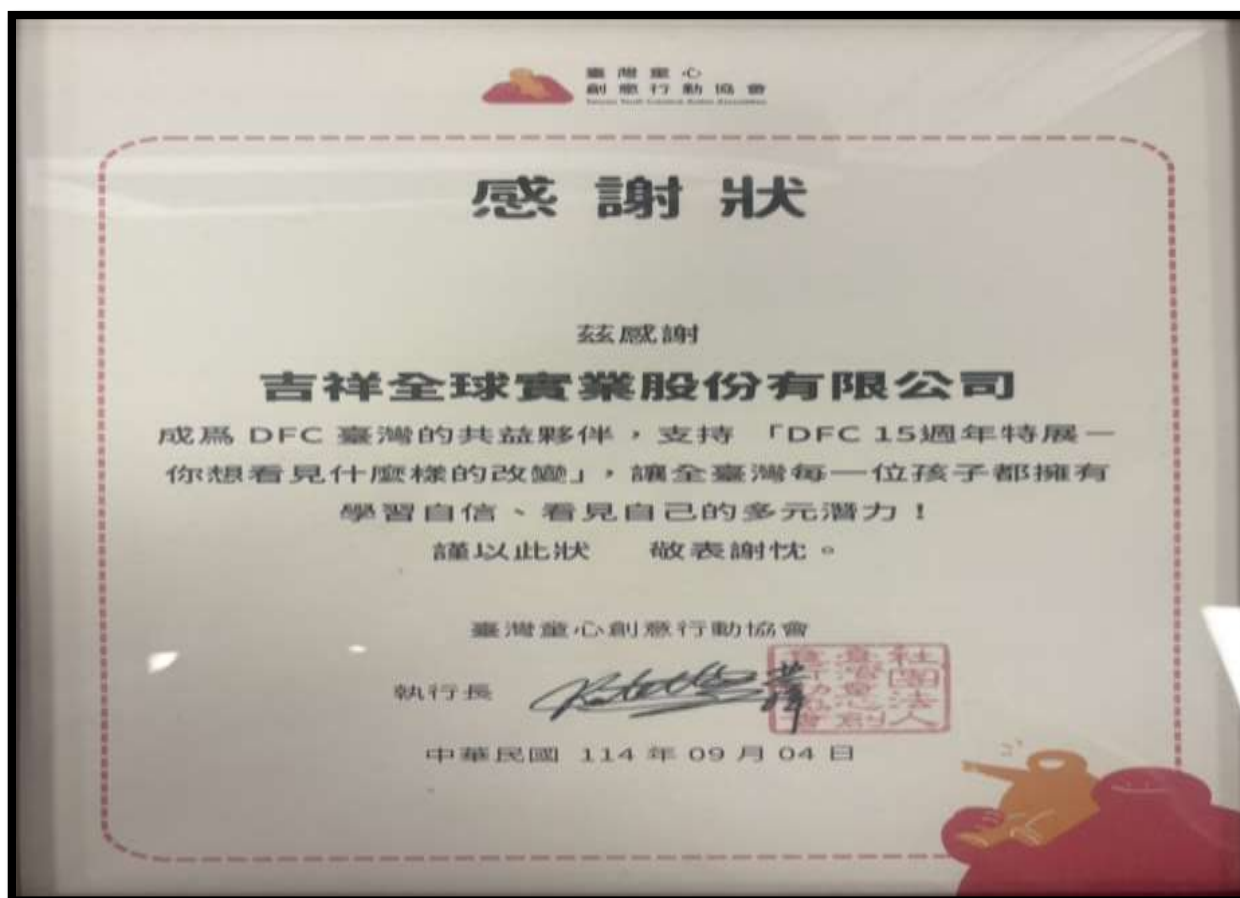 臺灣童心
創意行動協會
感謝狀
茲感謝
吉祥全球實業股份有限公司
成為 DFC 臺灣的共益夥伴，支持 「DFC 15週年特展—
你想看見什麼樣的改變」，讓全臺灣每一位孩子都擁有
學習自信、看見自己的多元潛力！
謹以此狀 敬表謝忱。
臺灣童心創意行動協會
執行長
中華民國 114 年 09 月 04 日